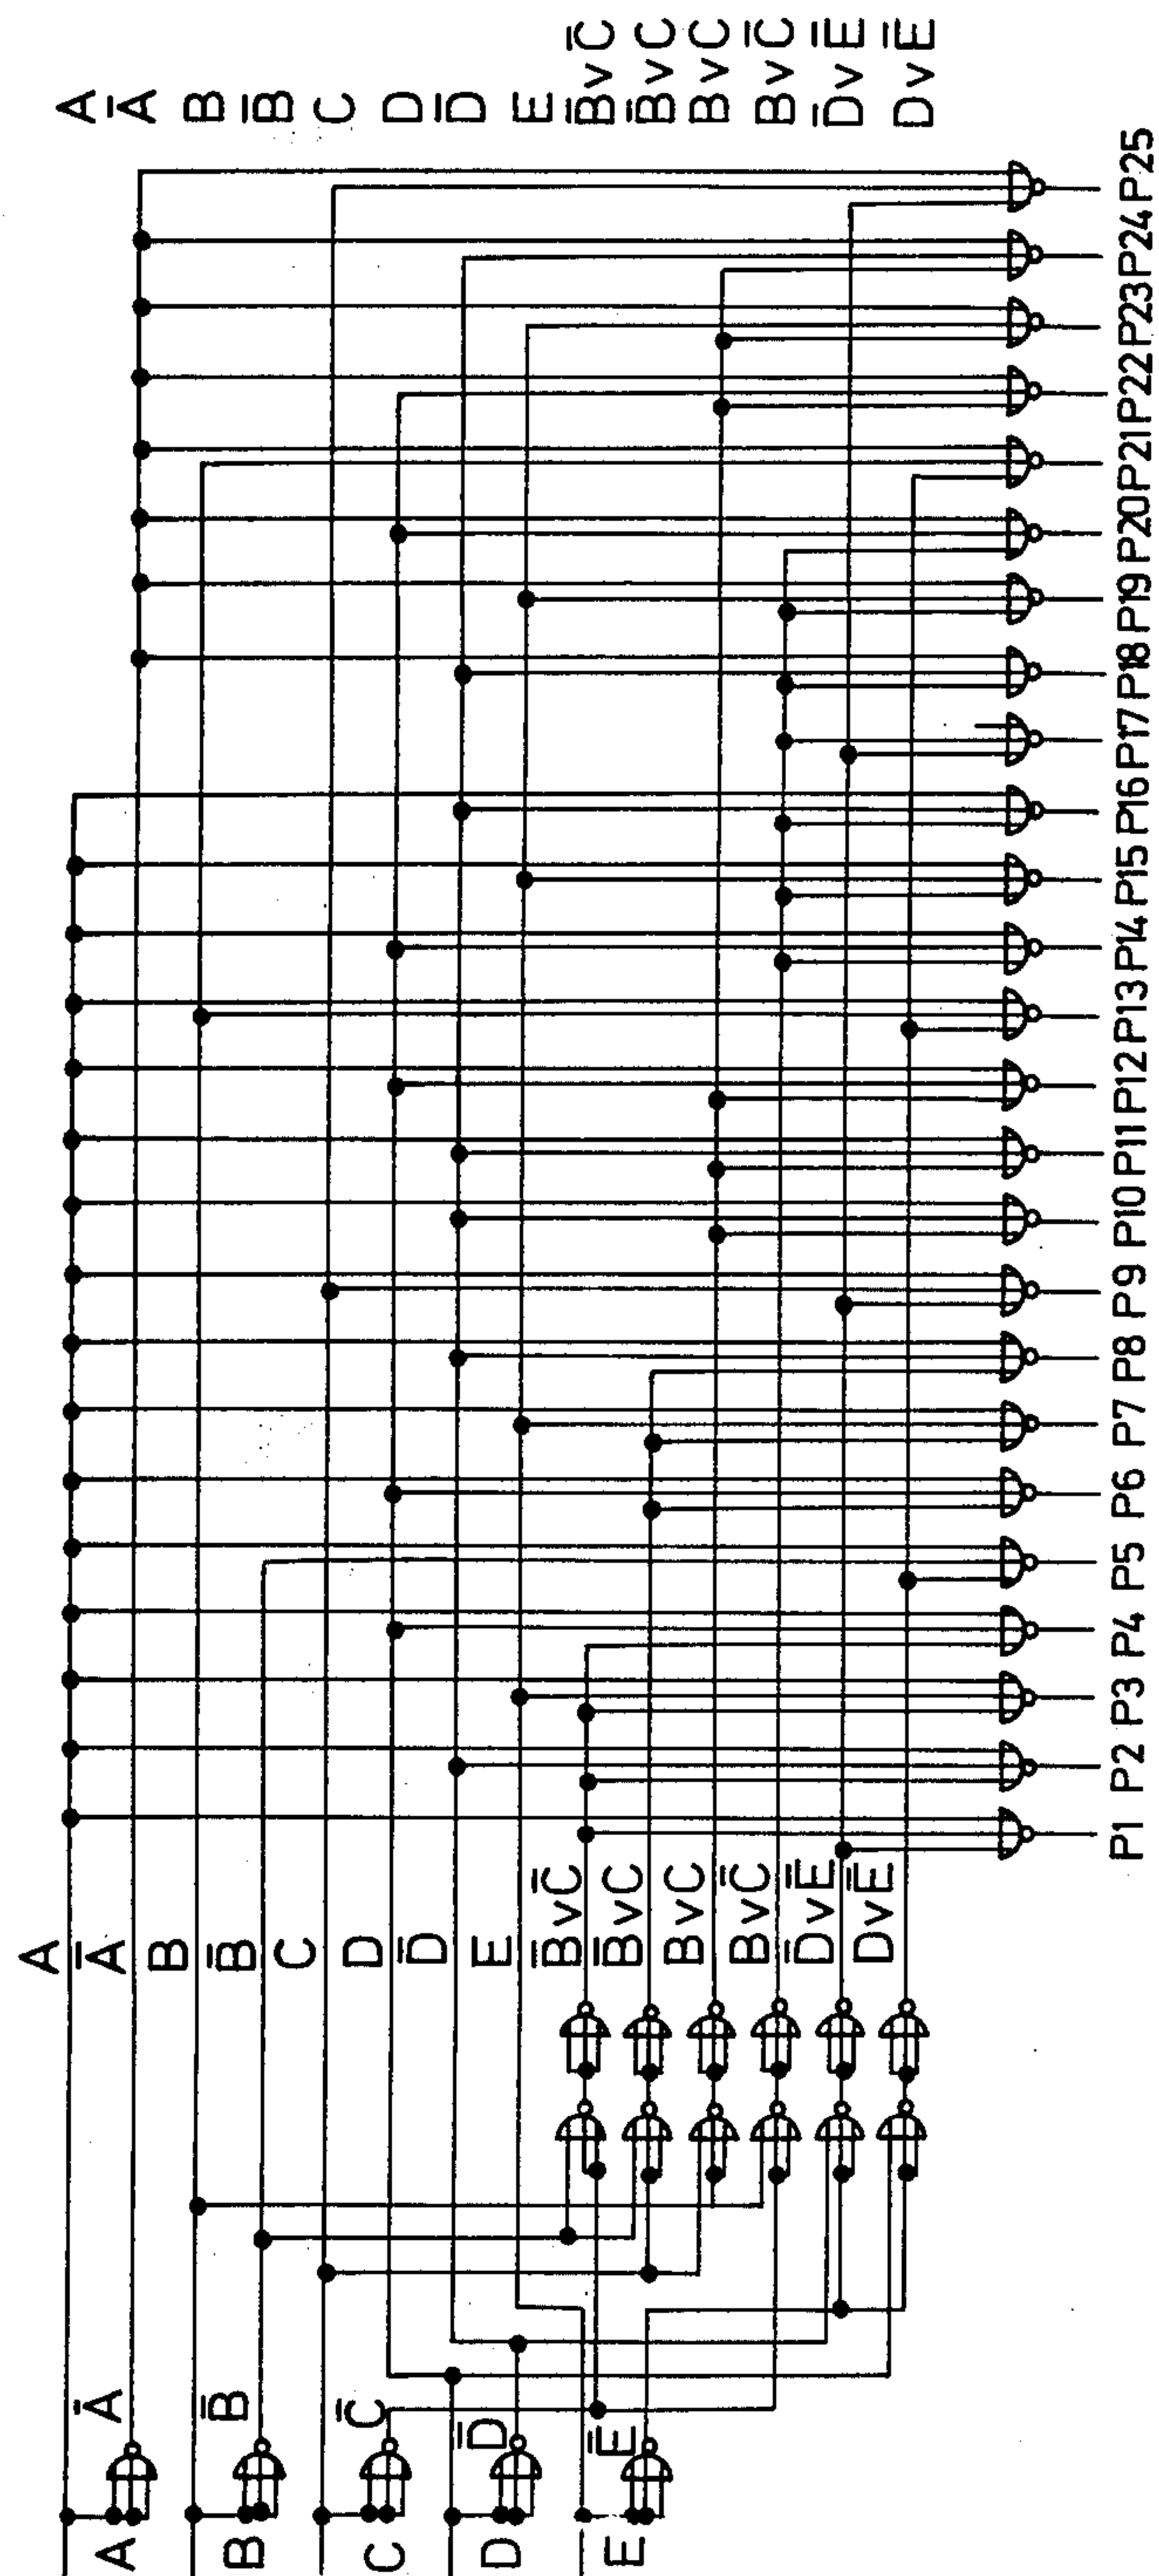 A
Ā
B
B̄
C
D
D̄
E
B̄vC̄
B̄vC
BvC
BvC̄
D̄vĒ
DvĒ
P25
P24
P23
P22
P21
P20
P19
P18
P17
P16
P15
P14
P13
P12
P11
P10
P9
P8
P7
P6
P5
P4
P3
P2
P1
A
Ā
B
B̄
C
D
D̄
E
B̄vC̄
B̄vC
BvC
BvC̄
D̄vĒ
DvĒ
Ā
B̄
C̄
D̄
Ē
A
B
C
D
E